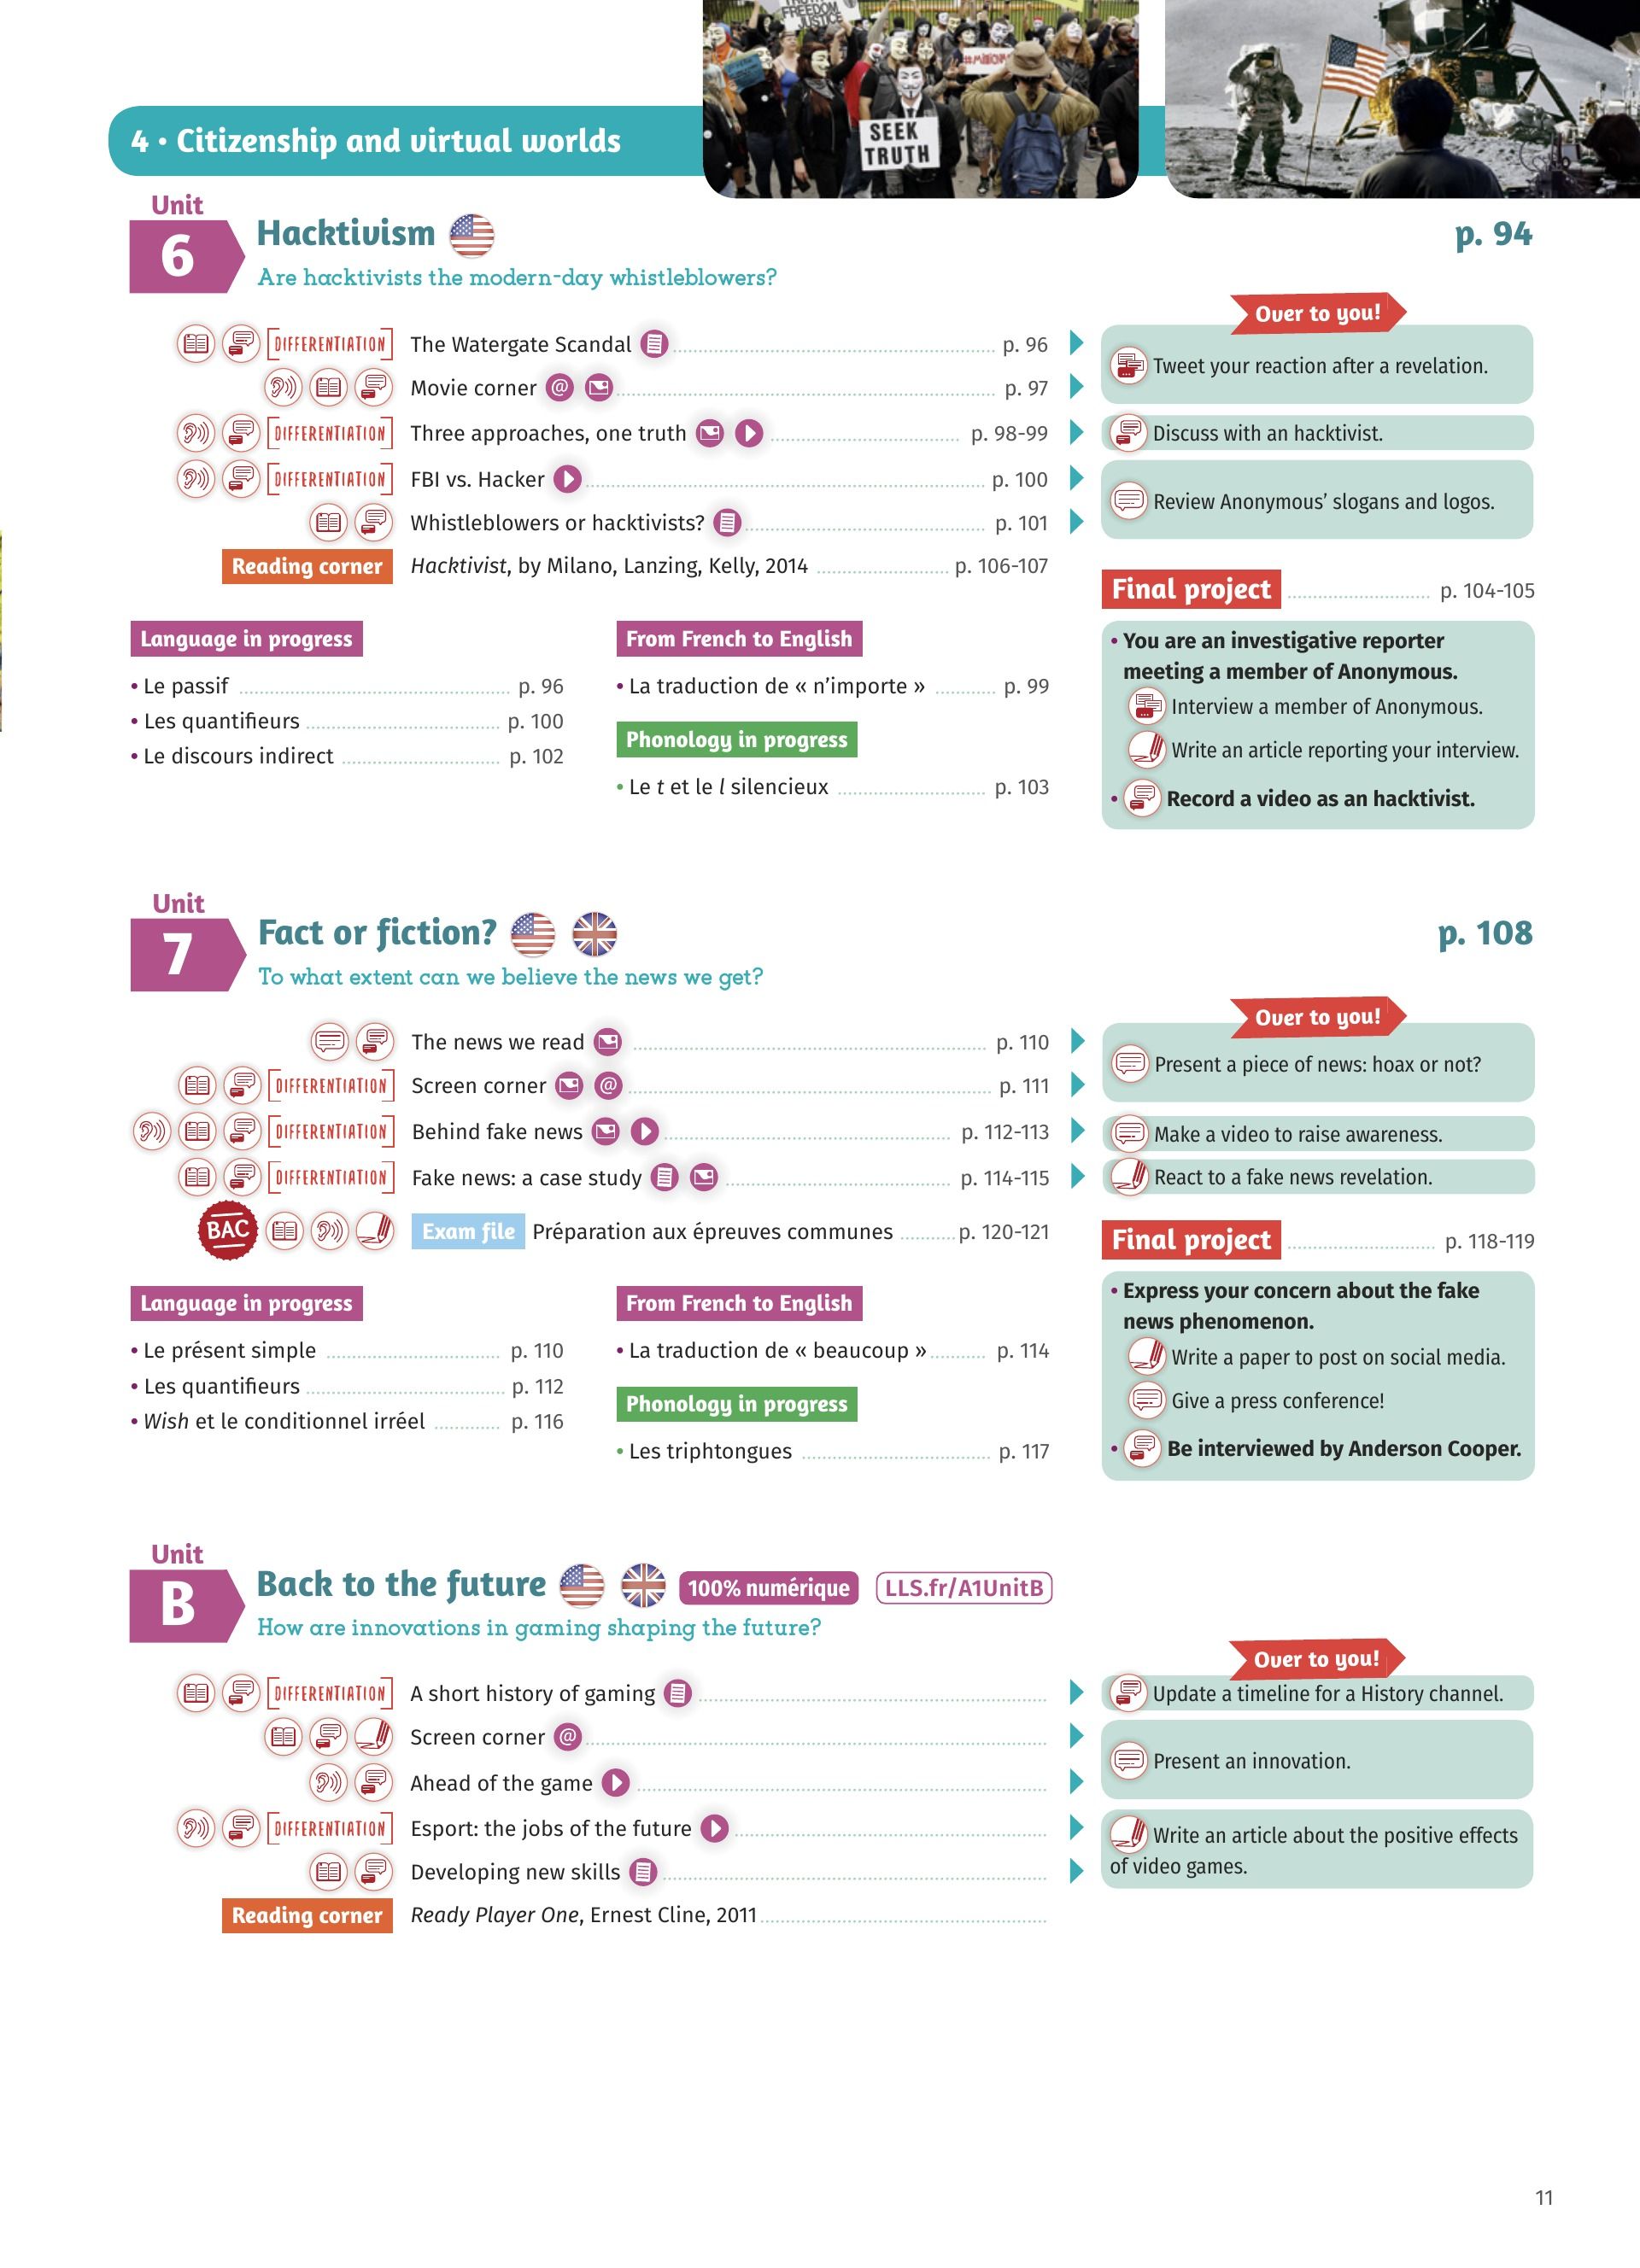 FREEDOM
JUSTICE
SEEK
TRUTH
4 • Citizenship and virtual worlds
Unit
6
Hacktivism
p. 94
Are hacktivists the modern-day whistleblowers?
Over to you!
DIFFERENTIATION The Watergate Scandal p. 96
Movie corner @ p. 97
Tweet your reaction after a revelation.
DIFFERENTIATION Three approaches, one truth p. 98-99
Discuss with an hacktivist.
DIFFERENTIATION FBI vs. Hacker p. 100
Whistleblowers or hacktivists? p. 101
Review Anonymous’ slogans and logos.
Reading corner Hacktivist, by Milano, Lanzing, Kelly, 2014 p. 106-107
Final project p. 104-105
• You are an investigative reporter
meeting a member of Anonymous.
Interview a member of Anonymous.
Write an article reporting your interview.
• Record a video as an hacktivist.
Language in progress
• Le passif p. 96
• Les quantifieurs p. 100
• Le discours indirect p. 102
From French to English
• La traduction de « n’importe » p. 99
Phonology in progress
• Le t et le l silencieux p. 103
Unit
7
Fact or fiction?
p. 108
To what extent can we believe the news we get?
Over to you!
The news we read p. 110
DIFFERENTIATION Screen corner @ p. 111
Present a piece of news: hoax or not?
DIFFERENTIATION Behind fake news p. 112-113
Make a video to raise awareness.
DIFFERENTIATION Fake news: a case study p. 114-115
React to a fake news revelation.
BAC Exam file Préparation aux épreuves communes p. 120-121
Final project p. 118-119
• Express your concern about the fake
news phenomenon.
Write a paper to post on social media.
Give a press conference!
• Be interviewed by Anderson Cooper.
Language in progress
• Le présent simple p. 110
• Les quantifieurs p. 112
• Wish et le conditionnel irréel p. 116
From French to English
• La traduction de « beaucoup » p. 114
Phonology in progress
• Les triphtongues p. 117
Unit
B
Back to the future 100% numérique LLS.fr/A1UnitB
How are innovations in gaming shaping the future?
Over to you!
DIFFERENTIATION A short history of gaming
Update a timeline for a History channel.
Screen corner @
Ahead of the game
Present an innovation.
DIFFERENTIATION Esport: the jobs of the future
Developing new skills
Write an article about the positive effects
of video games.
Reading corner Ready Player One, Ernest Cline, 2011
11